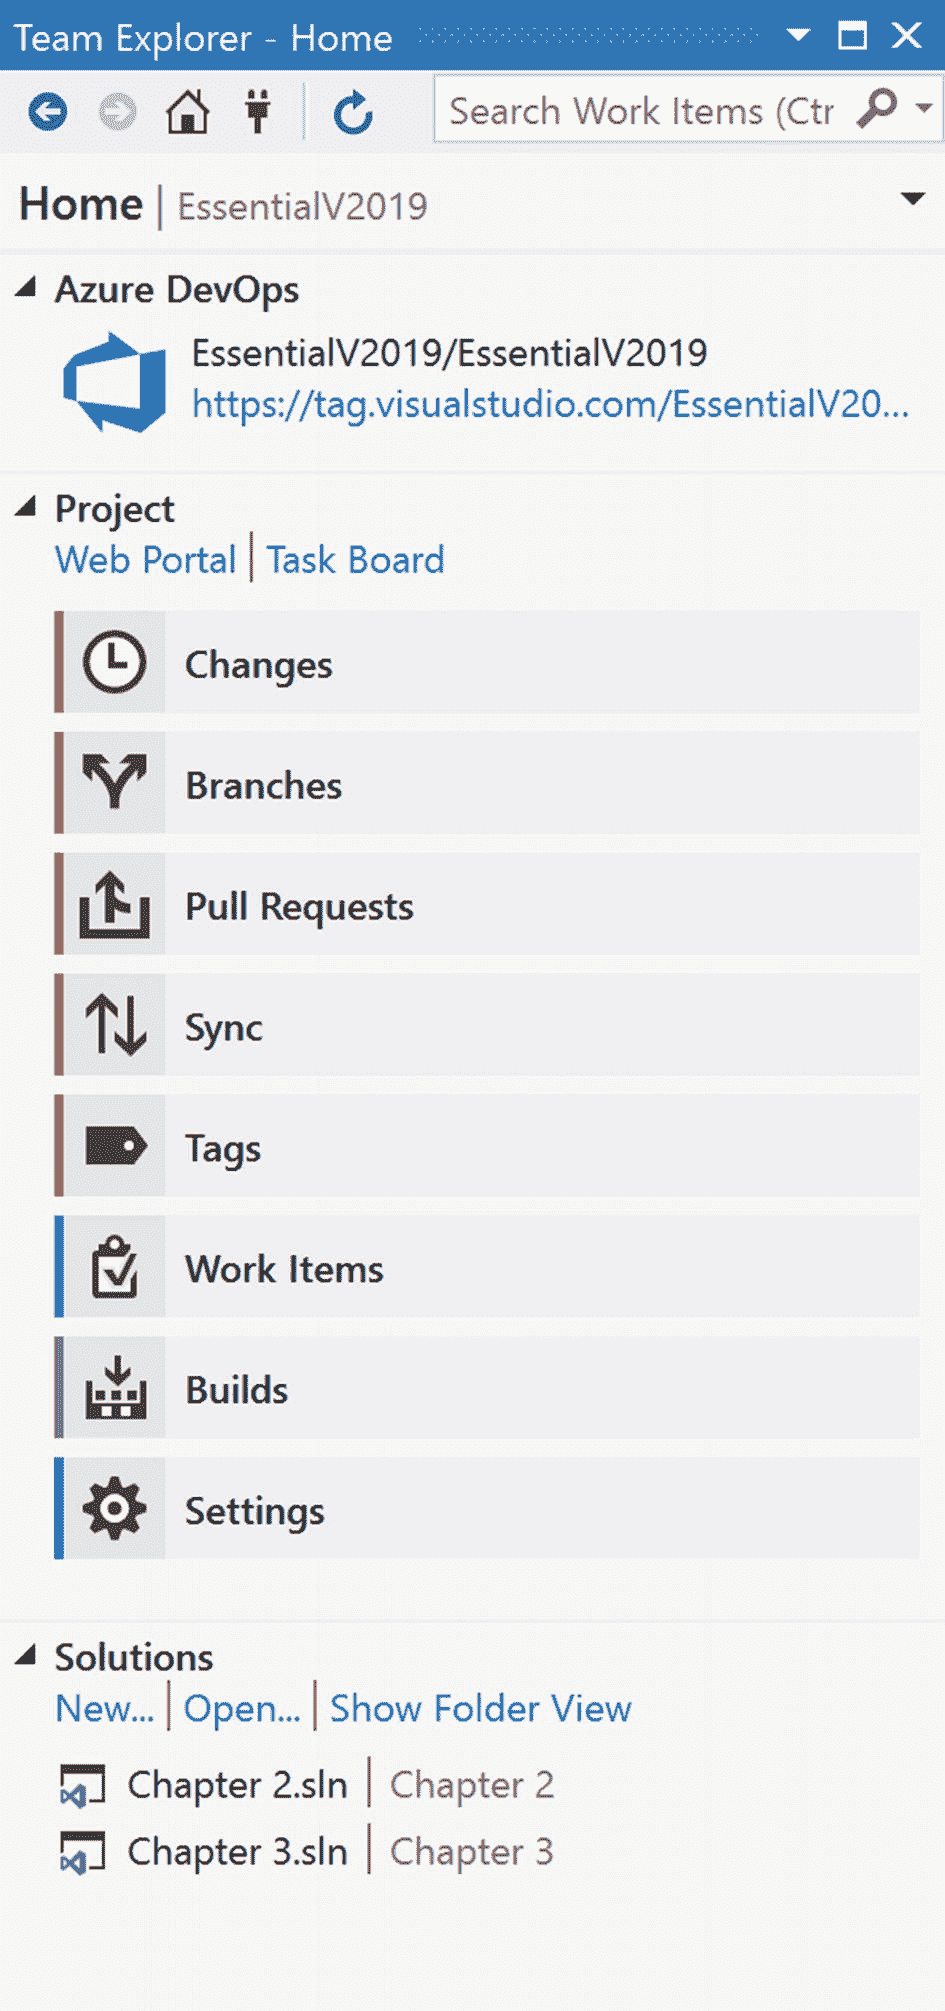 Team Explorer - Home
Search Work Items (Ctr
Home | EssentialV2019
Azure DevOps
EssentialV2019/EssentialV2019
https://tag.visualstudio.com/EssentialV20...
Project
Web Portal | Task Board
Changes
Branches
Pull Requests
Sync
Tags
Work Items
Builds
Settings
Solutions
New... | Open... | Show Folder View
Chapter 2.sln | Chapter 2
Chapter 3.sln | Chapter 3